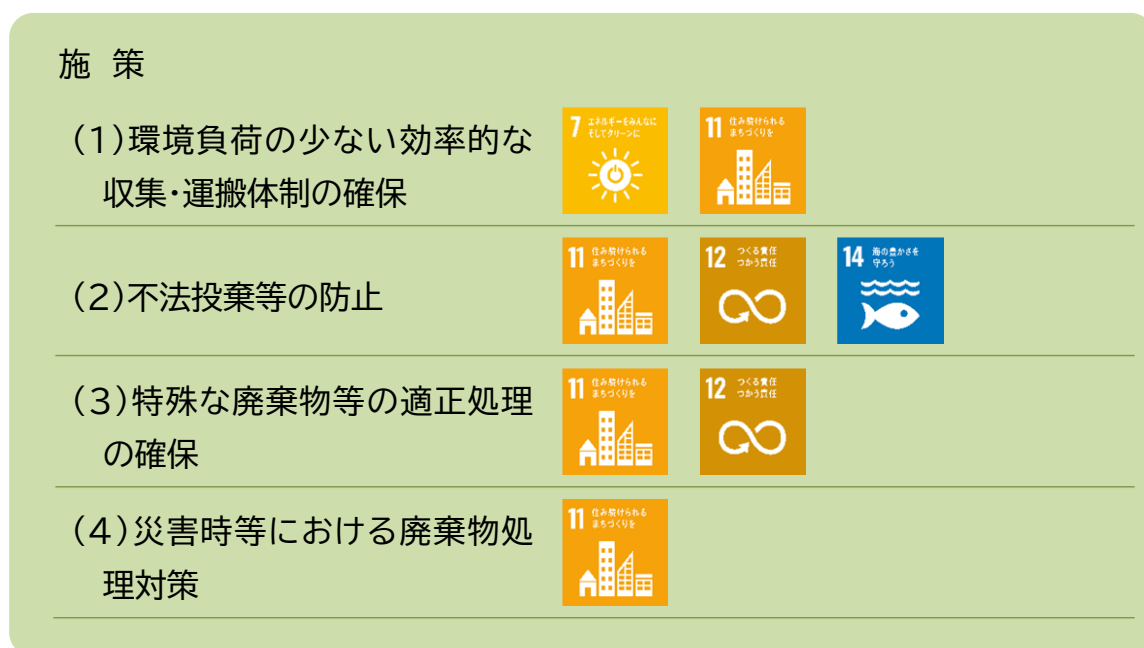 施 策
(1)環境負荷の少ない効率的な
収集・運搬体制の確保
7 エネルギーをみんなに
そしてクリーンに
11 住み続けられる
まちづくりを
(2)不法投棄等の防止
11 住み続けられる
まちづくりを
12 つくる責任
つかう責任
14 海の豊かさを
守ろう
(3)特殊な廃棄物等の適正処理
の確保
11 住み続けられる
まちづくりを
12 つくる責任
つかう責任
(4)災害時等における廃棄物処
理対策
11 住み続けられる
まちづくりを